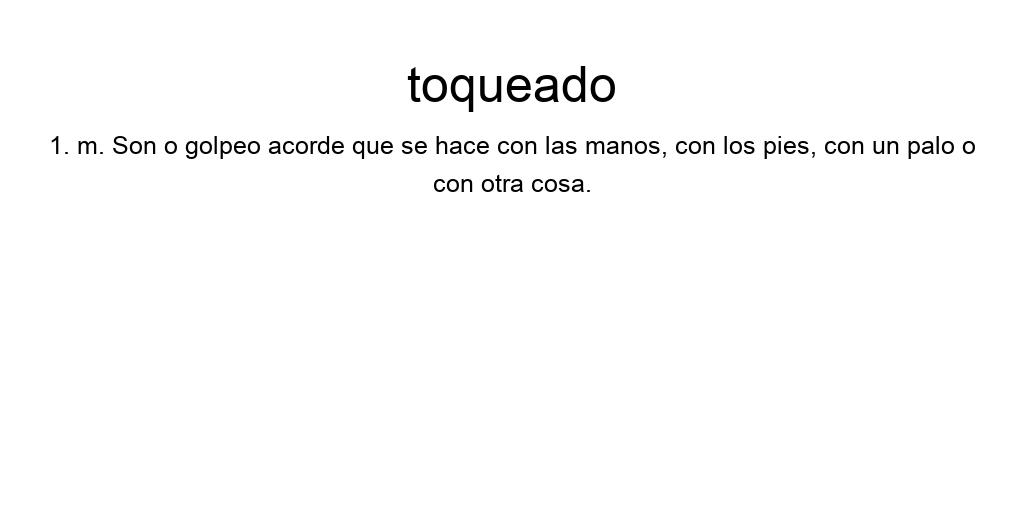 toqueado
1. m. Son o golpeo acorde que se hace con las manos, con los pies, con un palo o
con otra cosa.